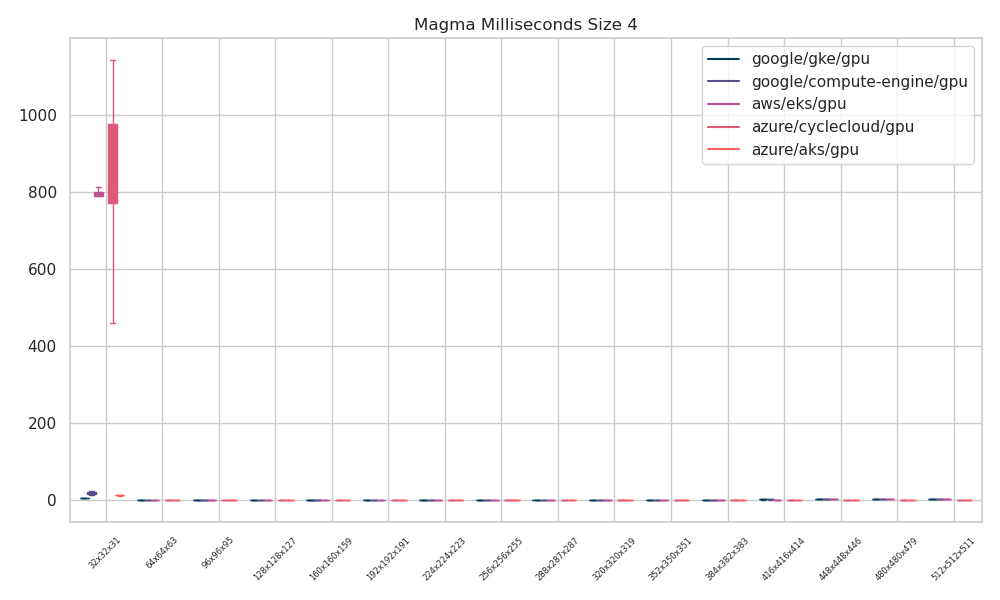 Magma Milliseconds Size 4
google/gke/gpu
google/compute-engine/gpu
aws/eks/gpu
azure/cyclecloud/gpu
azure/aks/gpu
1000
800
600
400
200
0
32x32x31
64x64x63
96x96x95
128x128x127
160x160x159
192x192x191
224x224x223
256x256x255
288x287x287
320x326x319
352x350x351
384x382x383
416x416x414
448x448x446
480x480x479
512x512x511